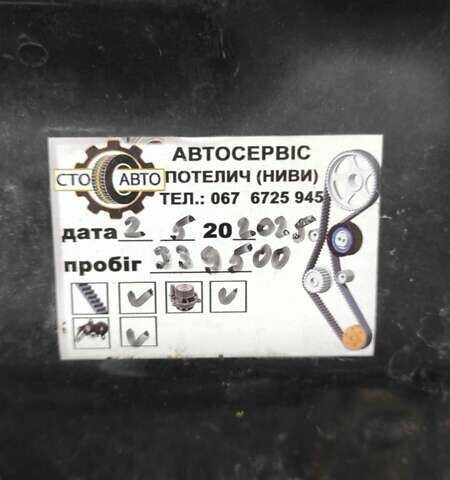 СТО АВТО
АВТОСЕРВІС
ПОТЕЛИЧ (НИВИ)
ТЕЛ.: 067 6725 945
дата 2 5 20 2025
пробіг 339500